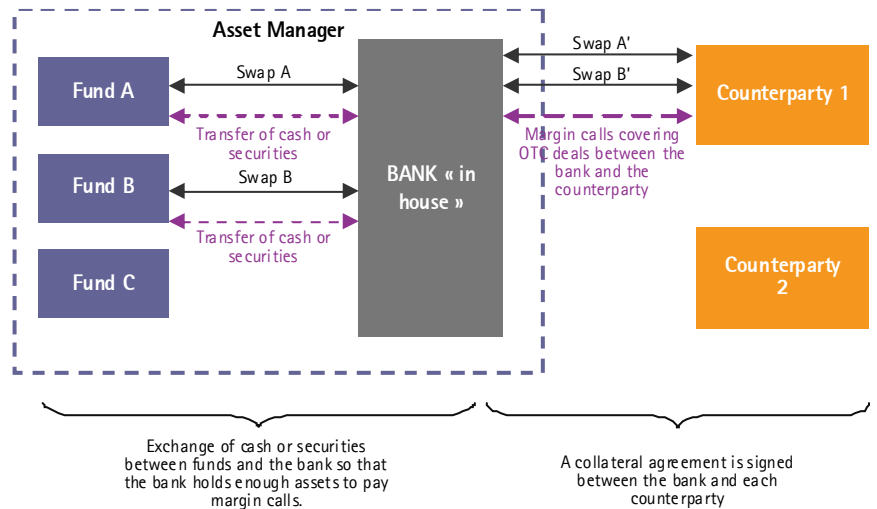 Asset Manager
Fund A
Swap A
Transfer of cash or
securities
Fund B
Swap B
Transfer of cash or
securities
Fund C
BANK « in
house »
Swap A'
Swap B'
Margin calls covering
OTC deals between the
bank and the
counterparty
Counterparty 1
Counterparty
2
Exchange of cash or securities
between funds and the bank so that
the bank holds enough assets to pay
margin calls.
A collateral agreement is signed
between the bank and each
counterparty